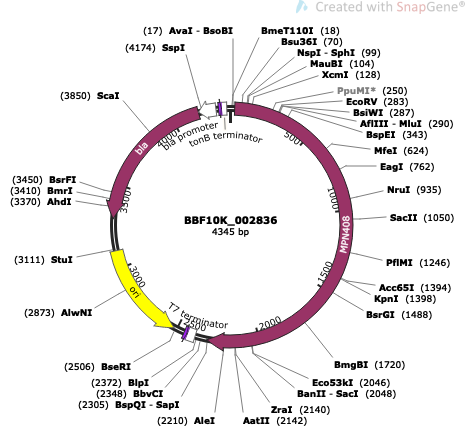 Created with SnapGene®
(17) AvaI - BsoBI
BmeT110I (18)
Bsu36I (70)
NspI - SphI (99)
MauBI (104)
XcmI (128)
PpuMI* (250)
EcoRV (283)
BsiWI (287)
AflIII - MluI (290)
BspEI (343)
MfeI (624)
EagI (762)
NruI (935)
SacII (1050)
PflMI (1246)
Acc65I (1394)
KpnI (1398)
BsrGI (1488)
BmgBI (1720)
Eco53kI (2046)
BanII - SacI (2048)
ZraI (2140)
AatII (2142)
AleI
(2210)
(2305) BspQI - SapI
(2348) BbvCI
(2372) BlpI
(2506) BseRI
(2873) AlwNI
(3111) StuI
(3370) AhdI
(3410) BmrI
(3450) BsrFI
(3850) ScaI
(4174) SspI
bla promoter
tonB terminator
bla
MPN408
ori
T7 terminator
500
1000
1500
2000
2500
3000
3500
4000
BBF10K_002836
4345 bp